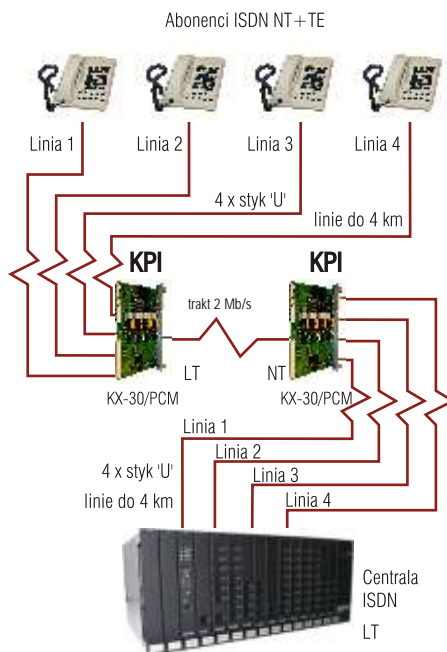 Abonenci ISDN NT+TE
Linia 1
Linia 2
Linia 3
Linia 4
4 x styk 'U'
linie do 4 km
KPI
KPI
trakt 2 Mb/s
LT
NT
KX-30/PCM
KX-30/PCM
Linia 1
Linia 2
Linia 3
Linia 4
4 x styk 'U'
linie do 4 km
Centrala
ISDN
LT